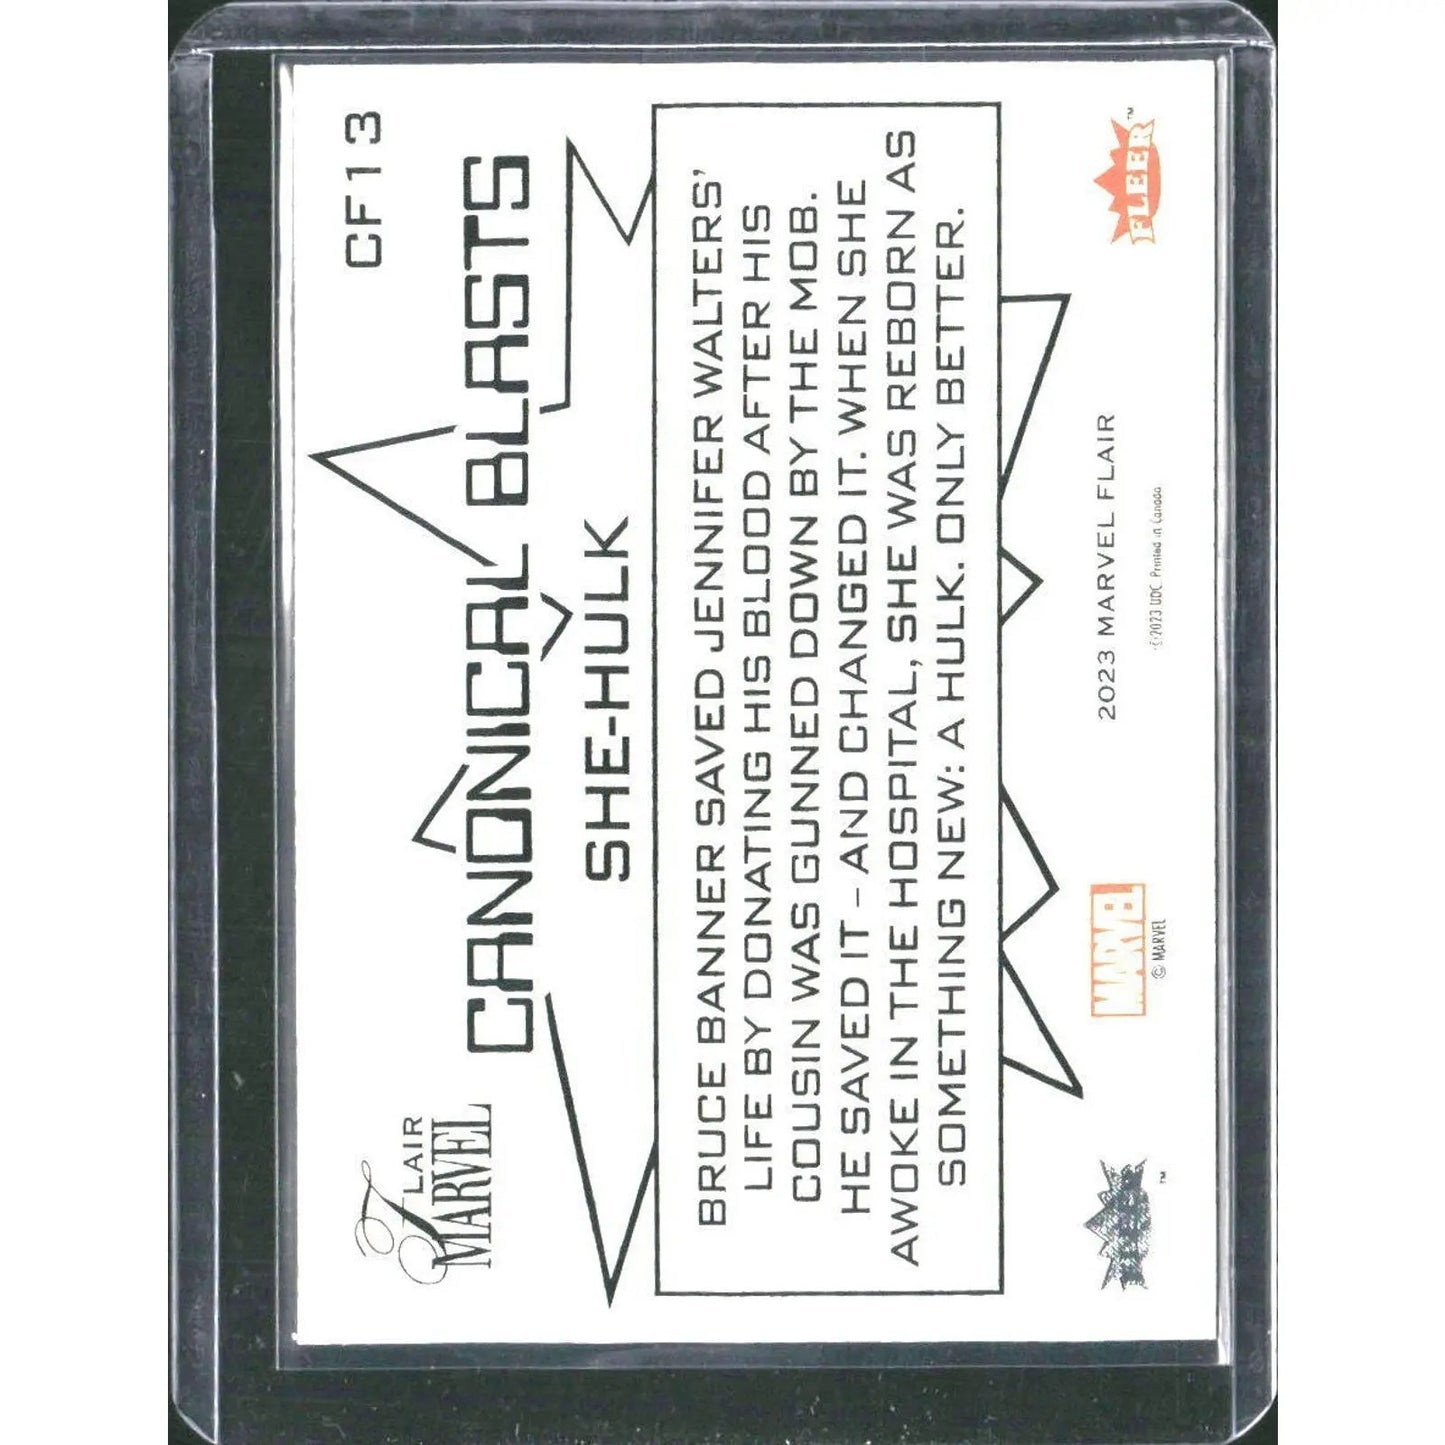 FLAIR
MARVEL
CF13
CANONICAL BLASTS
SHE-HULK
BRUCE BANNER SAVED JENNIFER WALTERS'
LIFE BY DONATING HIS BLOOD AFTER HIS
COUSIN WAS GUNNED DOWN BY THE MOB.
HE SAVED IT – AND CHANGED IT. WHEN SHE
AWOKE IN THE HOSPITAL, SHE WAS REBORN AS
SOMETHING NEW: A HULK. ONLY BETTER.
FLEER™
MARVEL
© MARVEL
2023 MARVEL FLAIR
©2023 UDC. Printed in Canada
FLEER™